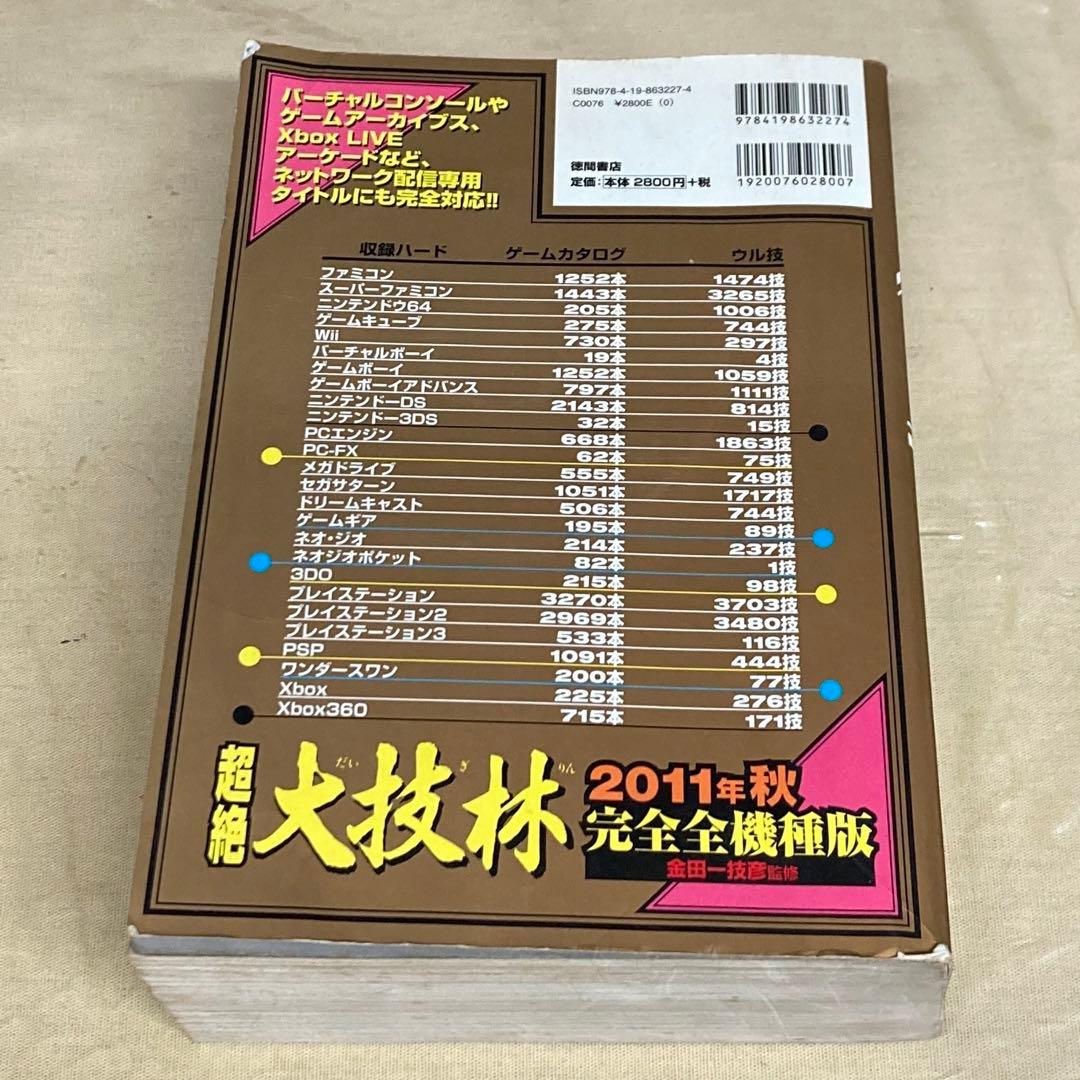 バーチャルコンソールや
ゲームアーカイブス、
Xbox LIVE
アーケードなど、
ネットワーク配信専用
タイトルにも完全対応!!
ISBN978-4-19-863227-4
C0076 ¥2800E (0)
徳間書店
定価:本体2800円+税
9784198632274
1920076028007
収録ハード ゲームカタログ ウル技
ファミコン 1252本 1474技
スーパーファミコン 1443本 3265技
ニンテンドウ64 205本 1006技
ゲームキューブ 275本 744技
Wii 730本 297技
バーチャルボーイ 19本 4技
ゲームボーイ 1252本 1059技
ゲームボーイアドバンス 797本 1111技
ニンテンドーDS 2143本 814技
ニンテンドー3DS 32本 15技
PCエンジン 668本 1863技
PC-FX 62本 75技
メガドライブ 555本 749技
セガサターン 1051本 1717技
ドリームキャスト 506本 744技
ゲームギア 195本 89技
ネオ・ジオ 214本 237技
ネオジオポケット 82本 1技
3DO 215本 98技
プレイステーション 3270本 3703技
プレイステーション2 2969本 3480技
プレイステーション3 533本 116技
PSP 1091本 444技
ワンダースワン 200本 77技
Xbox 225本 276技
Xbox360 715本 171技
超絶
だい ぎ りん
大技林
2011年秋
完全全機種版
金田一技彦監修